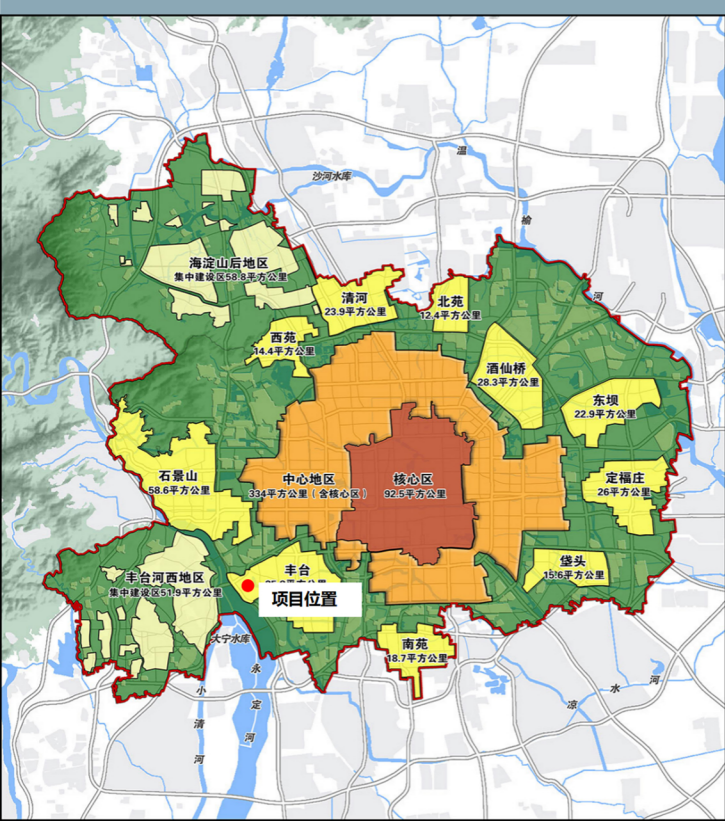 沙河水库
温
榆
河
海淀山后地区
集中建设区58.8平方公里
清河
23.9平方公里
北苑
12.4平方公里
西苑
14.4平方公里
酒仙桥
28.3平方公里
东坝
22.9平方公里
石景山
58.6平方公里
中心地区
334平方公里（含核心区）
核心区
92.5平方公里
定福庄
26平方公里
垡头
15.6平方公里
丰台河西地区
集中建设区51.9平方公里
丰台
项目位置
大宁水库
南苑
18.7平方公里
永
定
河
小
清
河
凉
水
河